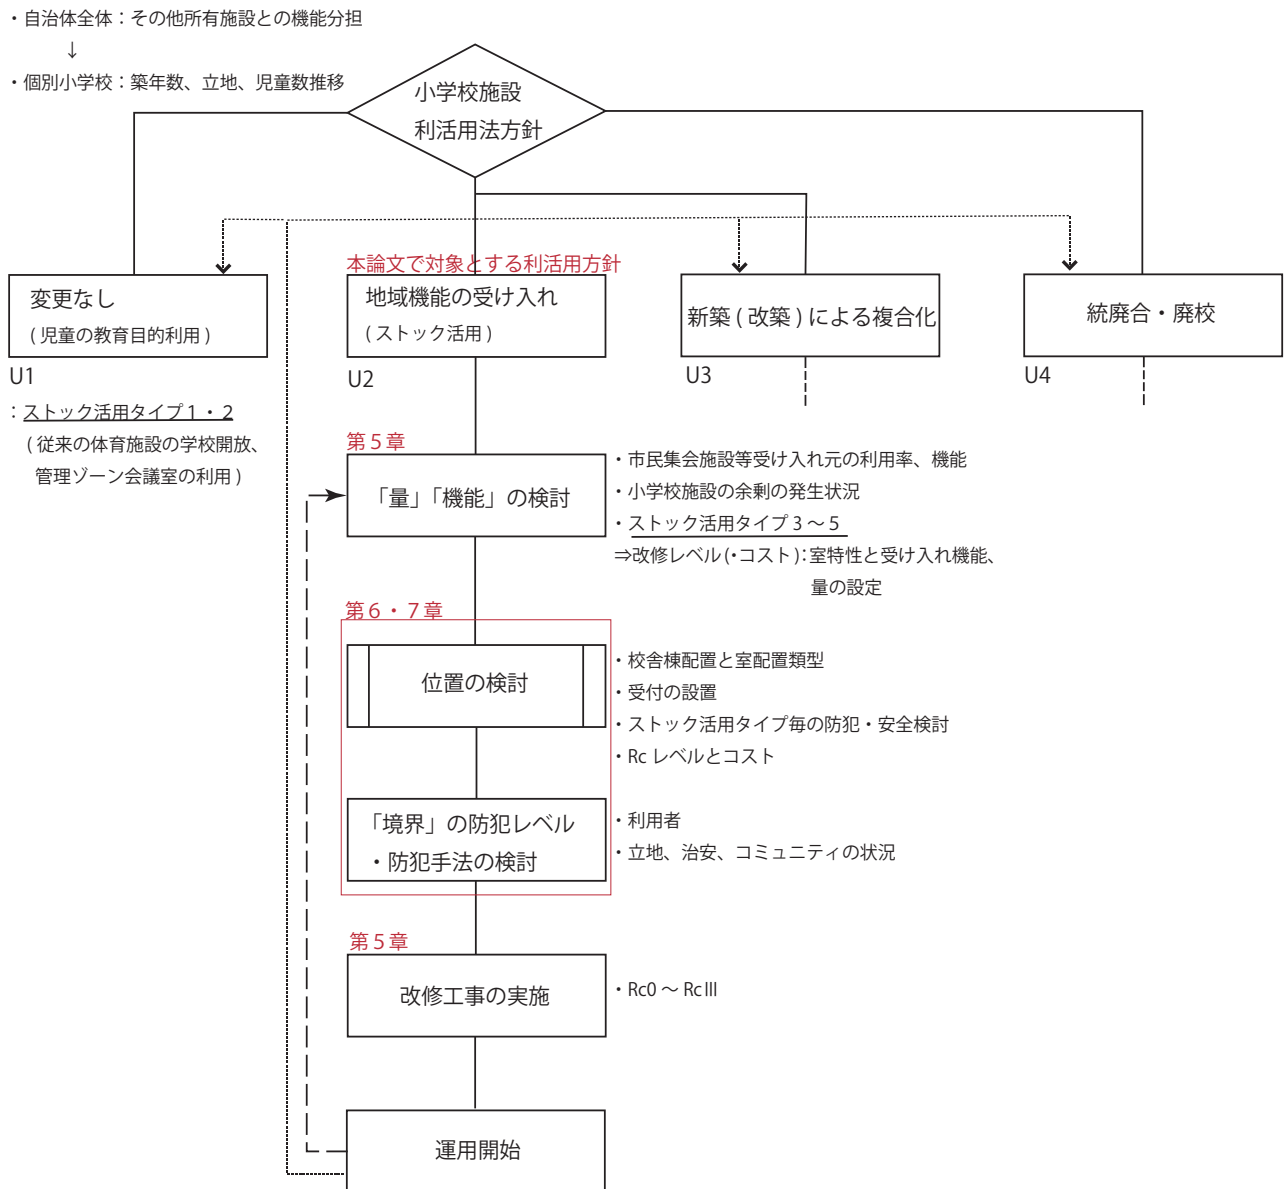 ・自治体全体：その他所有施設との機能分担
↓
・個別小学校：築年数、立地、児童数推移
小学校施設
利活用法方針
本論文で対象とする利活用方針
変更なし
( 児童の教育目的利用 )
U1
：ストック活用タイプ 1 ・ 2
( 従来の体育施設の学校開放、
管理ゾーン会議室の利用 )
地域機能の受け入れ
( ストック活用 )
U2
新築 ( 改築 ) による複合化
U3
統廃合・廃校
U4
第 5 章
「量」「機能」の検討
・市民集会施設等受け入れ元の利用率、機能
・小学校施設の余剰の発生状況
・ストック活用タイプ 3 ～ 5
⇒改修レベル (・コスト )：室特性と受け入れ機能、
量の設定
第 6 ・ 7 章
位置の検討
・校舎棟配置と室配置類型
・受付の設置
・ストック活用タイプ毎の防犯・安全検討
・Rc レベルとコスト
「境界」の防犯レベル
・防犯手法の検討
・利用者
・立地、治安、コミュニティの状況
第 5 章
改修工事の実施
・Rc0 ～ RcⅢ
運用開始